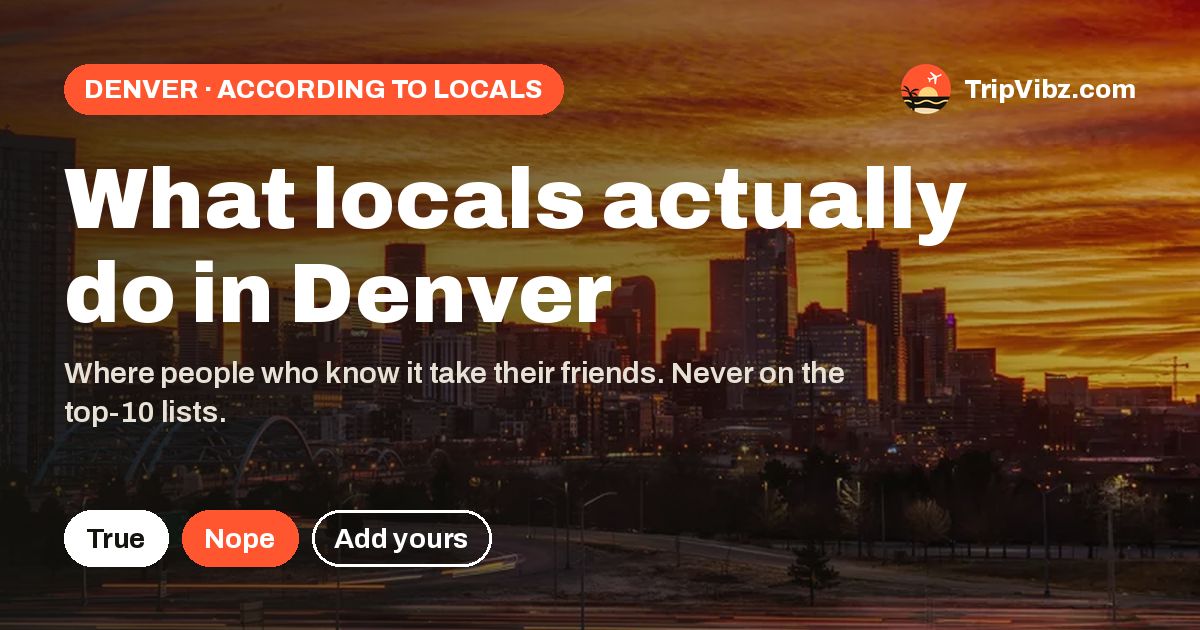 DENVER · ACCORDING TO LOCALS
TripVibz.com
What locals actually
do in Denver
Where people who know it take their friends. Never on the
top-10 lists.
True
Nope
Add yours